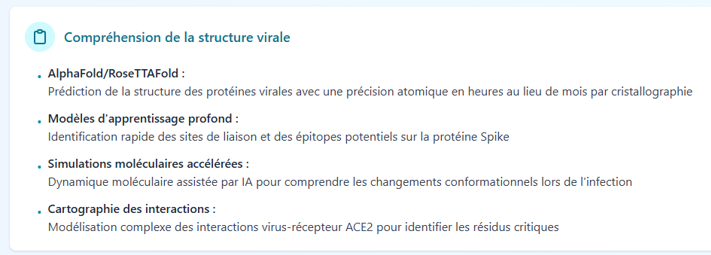 Compréhension de la structure virale
• AlphaFold/RoseTTAFold :
Prédiction de la structure des protéines virales avec une précision atomique en heures au lieu de mois par cristallographie
• Modèles d'apprentissage profond :
Identification rapide des sites de liaison et des épitopes potentiels sur la protéine Spike
• Simulations moléculaires accélérées :
Dynamique moléculaire assistée par IA pour comprendre les changements conformationnels lors de l'infection
• Cartographie des interactions :
Modélisation complexe des interactions virus-récepteur ACE2 pour identifier les résidus critiques